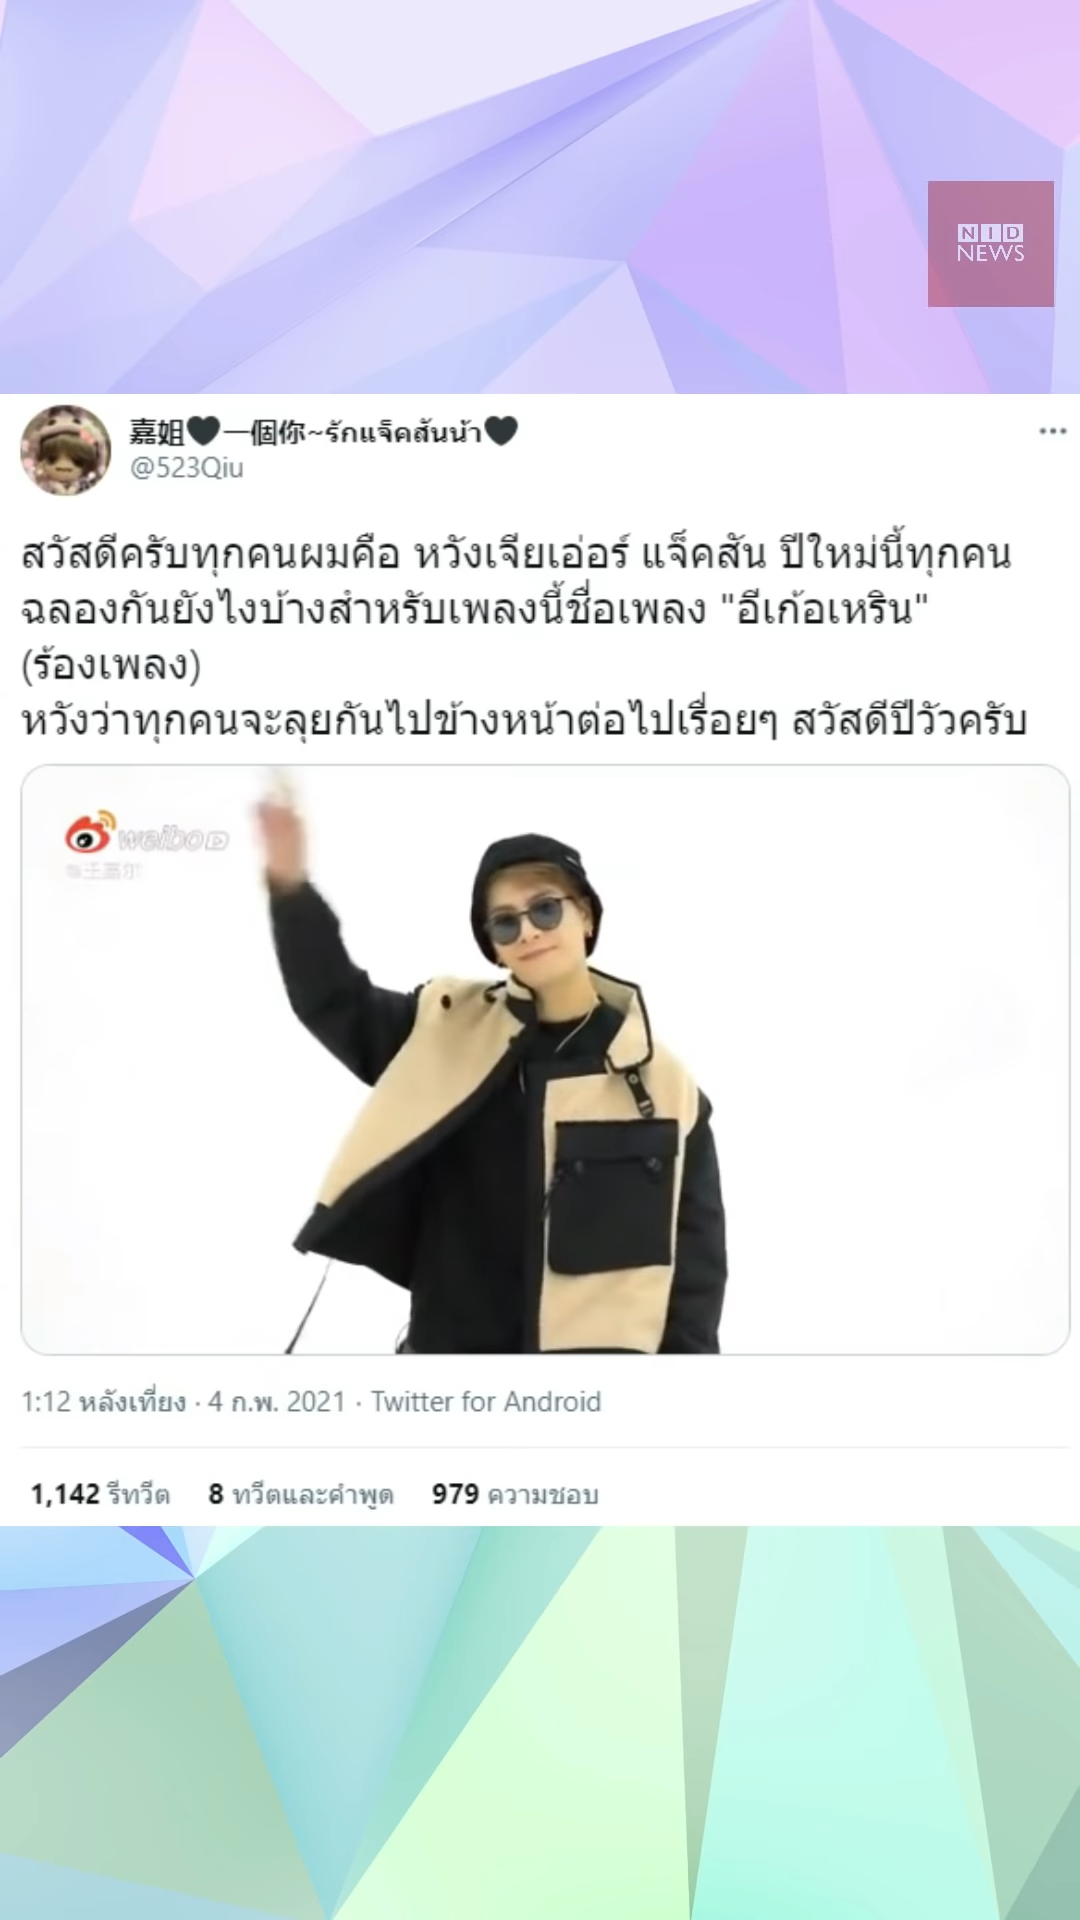 NID
NEWS
嘉姐🖤一個你~รักแจ็คสันน้า🖤
@523Qiu
สวัสดีครับทุกคนผมคือ หวังเจียเอ่อร์ แจ็คสัน ปีใหม่นี้ทุกคน
ฉลองกันยังไงบ้างสำหรับเพลงนี้ชื่อเพลง "อีเก้อเหริน"
(ร้องเพลง)
หวังว่าทุกคนจะลุยกันไปข้างหน้าต่อไปเรื่อยๆ สวัสดีปีวัวครับ
weibo
@王嘉尔
1:12 หลังเที่ยง · 4 ก.พ. 2021 · Twitter for Android
1,142 รีทวีต 8 ทวีตและคำพูด 979 ความชอบ